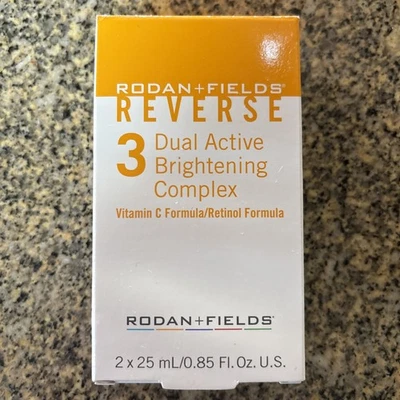 RODAN+FIELDS®
REVERSE
3 Dual Active
Brightening
Complex
Vitamin C Formula/Retinol Formula
RODAN+FIELDS®
2 x 25 mL/0.85 Fl. Oz. U.S.